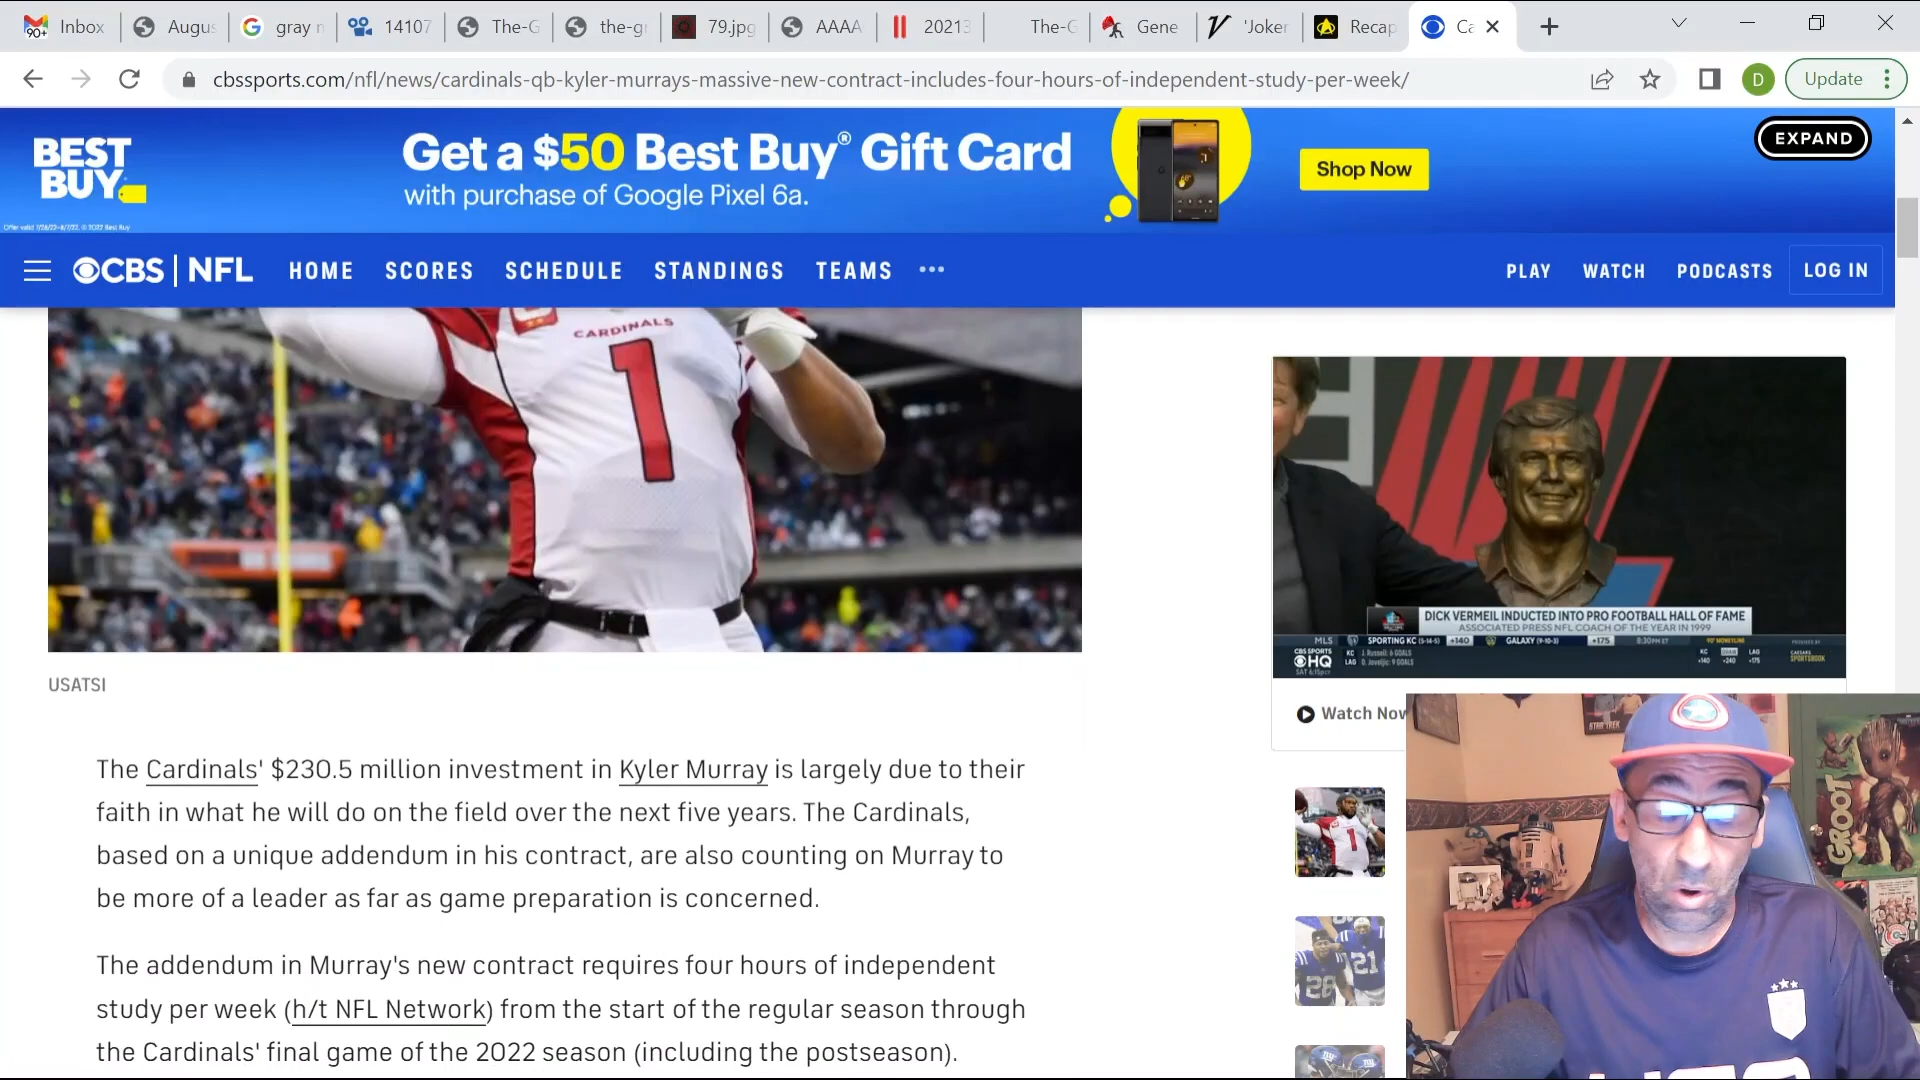 90+ Inbox
Augus
gray n
14107
The-G
the-gr
79.jpg
AAAA
20213
The-G
Gene
'Joker
Recap
Ca
cbssports.com/nfl/news/cardinals-qb-kyler-murrays-massive-new-contract-includes-four-hours-of-independent-study-per-week/
D
Update
BEST BUY
Get a $50 Best Buy® Gift Card
with purchase of Google Pixel 6a.
Shop Now
EXPAND
Offer valid 7/28/22-8/7/22. © 2022 Best Buy
CBS | NFL
HOME
SCORES
SCHEDULE
STANDINGS
TEAMS
PLAY
WATCH
PODCASTS
LOG IN
CARDINALS
1
DICK VERMEIL INDUCTED INTO PRO FOOTBALL HALL OF FAME
ASSOCIATED PRESS NFL COACH OF THE YEAR IN 1999
MLS SPORTING KC (5-14-5) +140 GALAXY (9-10-3) +175 8:30PM ET
CBS SPORTS HQ
KC J. Russell: 6 GOALS
LAG D. Joveljic: 9 GOALS
KC DRAW LAG
+140 +240 +175
CAESARS SPORTSBOOK
USATSI
Watch Now
STAR TREK
GROOT
1
28
21
The Cardinals' $230.5 million investment in Kyler Murray is largely due to their
faith in what he will do on the field over the next five years. The Cardinals,
based on a unique addendum in his contract, are also counting on Murray to
be more of a leader as far as game preparation is concerned.
The addendum in Murray's new contract requires four hours of independent
study per week (h/t NFL Network) from the start of the regular season through
the Cardinals' final game of the 2022 season (including the postseason).